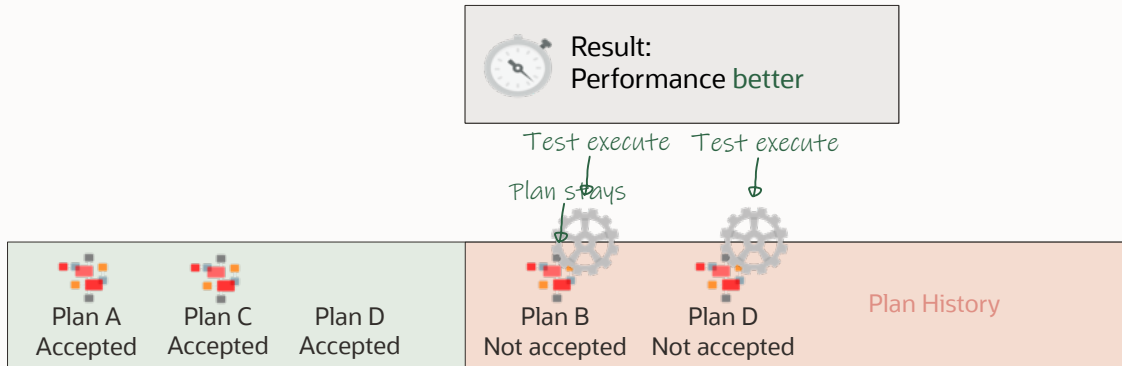 Result:
Performance better
Test execute
Test execute
Plan stays
Plan A
Accepted
Plan C
Accepted
Plan D
Accepted
Plan B
Not accepted
Plan D
Not accepted
Plan History